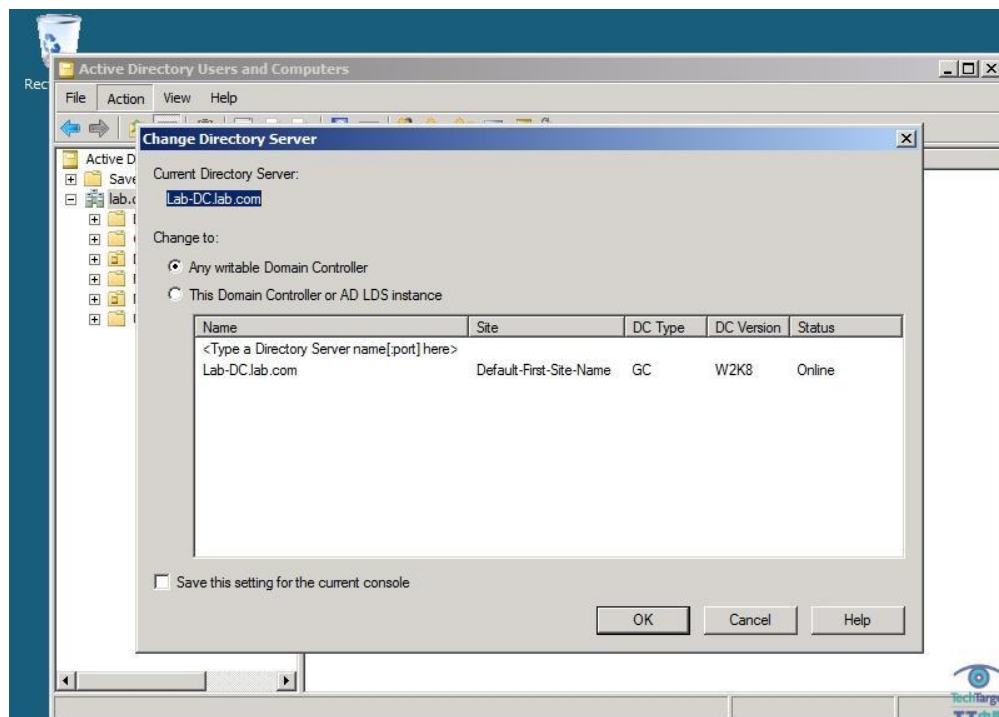 Rec
Active Directory Users and Computers
File Action View Help
Change Directory Server
Active D
Save
lab.c
Current Directory Server:
Lab-DC.lab.com
Change to:
Any writable Domain Controller
This Domain Controller or AD LDS instance
Name Site DC Type DC Version Status
<Type a Directory Server name[:port] here>
Lab-DC.lab.com Default-First-Site-Name GC W2K8 Online
Save this setting for the current console
OK Cancel Help
TechTarge